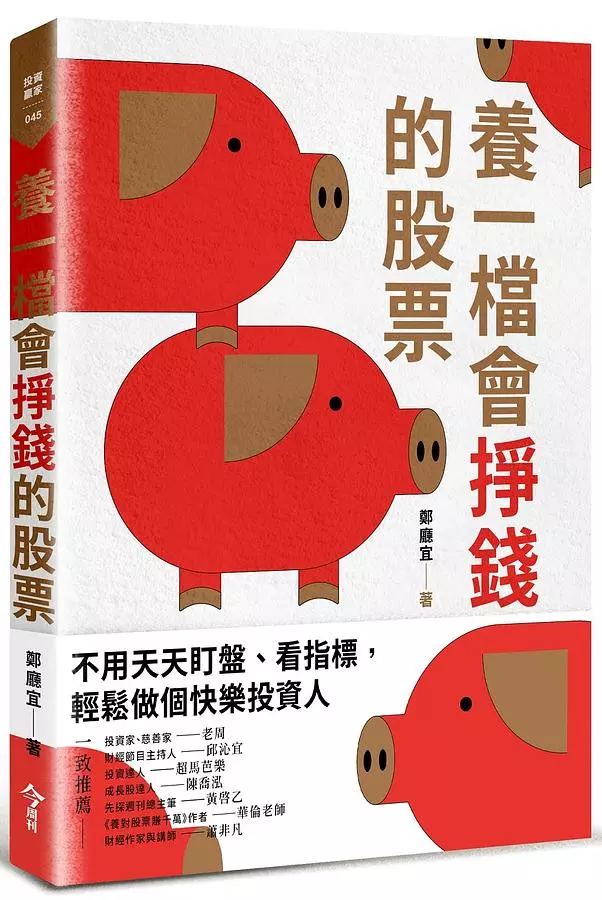 投資
贏家
045
養一檔會掙錢的股票
鄭廳宜——著
今周刊
養一檔會掙錢
的股票
鄭廳宜——著
不用天天盯盤、看指標，
輕鬆做個快樂投資人
一致推薦——
投資家、慈善家——老周
財經節目主持人——邱沁宜
投資達人——超馬芭樂
成長股達人——陳喬泓
先探週刊總主筆——黃啓乙
《養對股票賺千萬》作者——華倫老師
財經作家與講師——蕭非凡